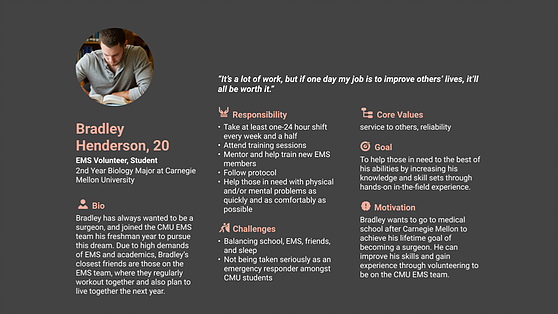 “It’s a lot of work, but if one day my job is to improve others’ lives, it’ll
all be worth it.”
Bradley
Henderson, 20
EMS Volunteer, Student
2nd Year Biology Major at Carnegie
Mellon University
Bio
Bradley has always wanted to be a
surgeon, and joined the CMU EMS
team his freshman year to pursue
this dream. Due to high demands
of EMS and academics, Bradley’s
closest friends are those on the
EMS team, where they regularly
workout together and also plan to
live together the next year.
Responsibility
• Take at least one-24 hour shift
every week and a half
• Attend training sessions
• Mentor and help train new EMS
members
• Follow protocol
• Help those in need with physical
and/or mental problems as
quickly and as comfortably as
possible
Challenges
• Balancing school, EMS, friends,
and sleep
• Not being taken seriously as an
emergency responder amongst
CMU students
Core Values
service to others, reliability
Goal
To help those in need to the best of
his abilities by increasing his
knowledge and skill sets through
hands-on in-the-field experience.
Motivation
Bradley wants to go to medical
school after Carnegie Mellon to
achieve his lifetime goal of
becoming a surgeon. He can
improve his skills and gain
experience through volunteering to
be on the CMU EMS team.